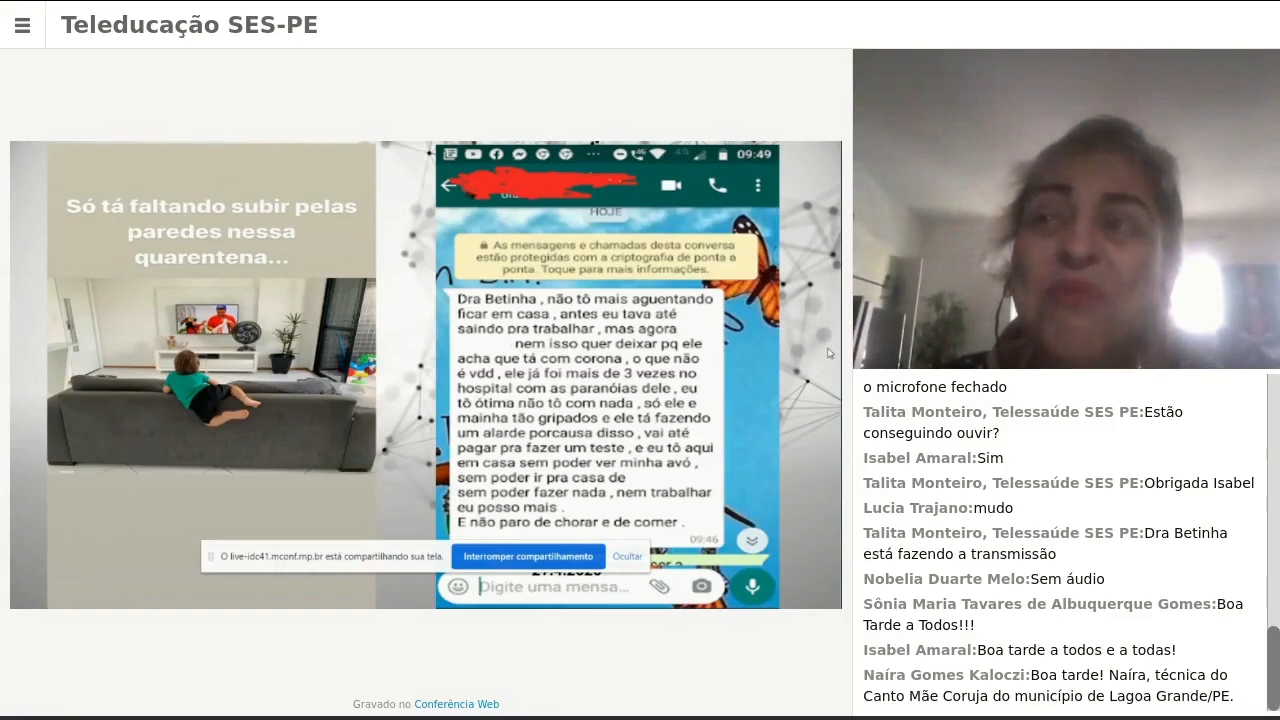 Teleducação SES-PE
Só tá faltando subir pelas
paredes nessa
quarentena...
09:49
HOJE
As mensagens e chamadas desta conversa
estão protegidas com a criptografia de ponta a
ponta. Toque para mais informações.
Dra Betinha , não tô mais aguentando
ficar em casa , antes eu tava até
saindo pra trabalhar , mas agora
nem isso quer deixar pq ele
acha que tá com corona , o que não
é vdd , ele já foi mais de 3 vezes no
hospital com as paranóias dele , eu
tô ótima não tô com nada , só ele e
mainha tão gripados e ele tá fazendo
um alarde porcausa disso , vai até
pagar pra fazer um teste , e eu tô aqui
em casa sem poder ver minha avó ,
sem poder ir pra casa de
sem poder fazer nada , nem trabalhar
eu posso mais .
E não paro de chorar e de comer .
09:46
O live-idc41.mconf.rnp.br está compartilhando sua tela.
Interromper compartilhamento
Ocultar
27.4.2020
Digite uma mensa...
Gravado no Conferência Web
o microfone fechado
Talita Monteiro, Telessaúde SES PE:Estão
conseguindo ouvir?
Isabel Amaral:Sim
Talita Monteiro, Telessaúde SES PE:Obrigada Isabel
Lucia Trajano:mudo
Talita Monteiro, Telessaúde SES PE:Dra Betinha
está fazendo a transmissão
Nobelia Duarte Melo:Sem áudio
Sônia Maria Tavares de Albuquerque Gomes:Boa
Tarde a Todos!!!
Isabel Amaral:Boa tarde a todos e a todas!
Naíra Gomes Kaloczi:Boa tarde! Naíra, técnica do
Canto Mãe Coruja do município de Lagoa Grande/PE.